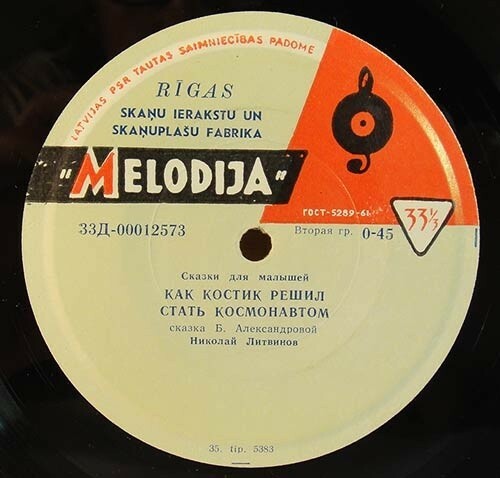 LATVIJAS PSR TAUTAS SAIMNIECĪBAS PADOME
RĪGAS
SKAŅU IERAKSTU UN
SKAŅUPLAŠU FABRIKA
"MELODIJA"
ГОСТ-5289-61
33⅓
33Д-00012573
Вторая гр. 0-45
Сказки для малышей
КАК КОСТИК РЕШИЛ
СТАТЬ КОСМОНАВТОМ
сказка Б. Александровой
Николай Литвинов
35. tip. 5383